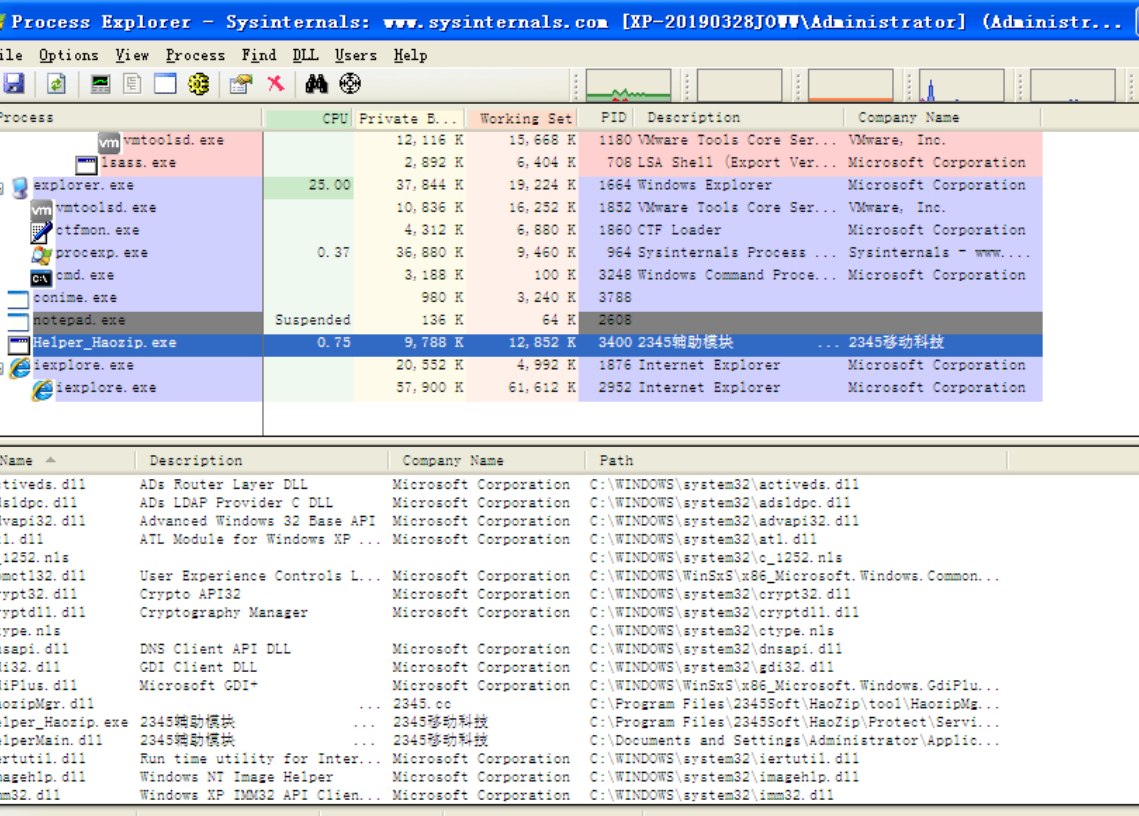 Process Explorer - Sysinternals: www.sysinternals.com [XP-20190328JOWW\Administrator] (Administr...
ile Options View Process Find DLL Users Help
Process CPU Private B... Working Set PID Description Company Name
vmtoolsd.exe 12,116 K 15,668 K 1180 VMware Tools Core Ser... VMware, Inc.
lsass.exe 2,892 K 6,404 K 708 LSA Shell (Export Ver... Microsoft Corporation
explorer.exe 25.00 37,844 K 19,224 K 1664 Windows Explorer Microsoft Corporation
vmtoolsd.exe 10,836 K 16,252 K 1852 VMware Tools Core Ser... VMware, Inc.
ctfmon.exe 4,312 K 6,880 K 1860 CTF Loader Microsoft Corporation
procexp.exe 0.37 36,880 K 9,460 K 964 Sysinternals Process ... Sysinternals - www....
cmd.exe 3,188 K 100 K 3248 Windows Command Proce... Microsoft Corporation
conime.exe 980 K 3,240 K 3788
notepad.exe Suspended 136 K 64 K 2608
Helper_Haozip.exe 0.75 9,788 K 12,852 K 3400 2345辅助模块 ... 2345移动科技
iexplore.exe 20,552 K 4,992 K 1876 Internet Explorer Microsoft Corporation
iexplore.exe 57,900 K 61,612 K 2952 Internet Explorer Microsoft Corporation
Name Description Company Name Path
ctiveds.dll ADs Router Layer DLL Microsoft Corporation C:\WINDOWS\system32\activeds.dll
dsldpc.dll ADs LDAP Provider C DLL Microsoft Corporation C:\WINDOWS\system32\adsldpc.dll
dvapi32.dll Advanced Windows 32 Base API Microsoft Corporation C:\WINDOWS\system32\advapi32.dll
tl.dll ATL Module for Windows XP ... Microsoft Corporation C:\WINDOWS\system32\atl.dll
_1252.nls C:\WINDOWS\system32\c_1252.nls
omctl32.dll User Experience Controls L... Microsoft Corporation C:\WINDOWS\WinSxS\x86_Microsoft.Windows.Common...
rypt32.dll Crypto API32 Microsoft Corporation C:\WINDOWS\system32\crypt32.dll
ryptdll.dll Cryptography Manager Microsoft Corporation C:\WINDOWS\system32\cryptdll.dll
type.nls C:\WINDOWS\system32\ctype.nls
nsapi.dll DNS Client API DLL Microsoft Corporation C:\WINDOWS\system32\dnsapi.dll
di32.dll GDI Client DLL Microsoft Corporation C:\WINDOWS\system32\gdi32.dll
diPlus.dll Microsoft GDI+ Microsoft Corporation C:\WINDOWS\WinSxS\x86_Microsoft.Windows.GdiPlu...
aozipMgr.dll ... 2345.cc C:\Program Files\2345Soft\HaoZip\tool\HaozipMg...
elper_Haozip.exe 2345辅助模块 ... 2345移动科技 C:\Program Files\2345Soft\HaoZip\Protect\Servi...
elperMain.dll 2345辅助模块 ... 2345移动科技 C:\Documents and Settings\Administrator\Applic...
ertutil.dll Run time utility for Inter... Microsoft Corporation C:\WINDOWS\system32\iertutil.dll
magehlp.dll Windows NT Image Helper Microsoft Corporation C:\WINDOWS\system32\imagehlp.dll
mm32.dll Windows XP IMM32 API Clien... Microsoft Corporation C:\WINDOWS\system32\imm32.dll